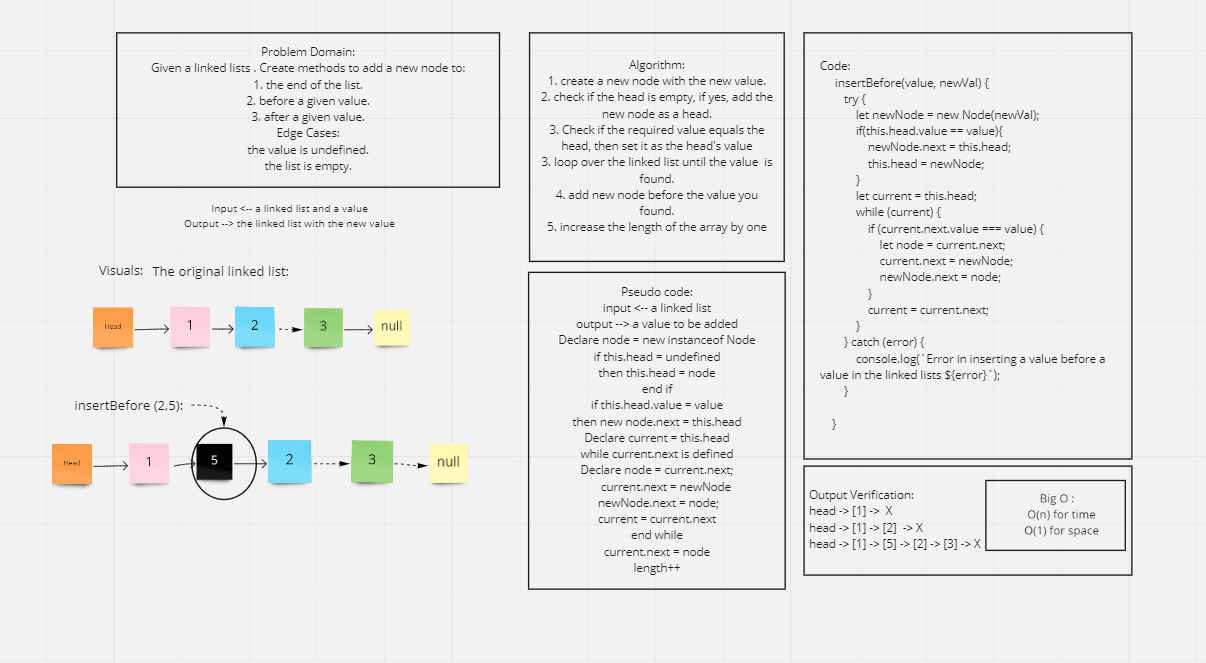 Problem Domain:
Given a linked lists . Create methods to add a new node to:
1. the end of the list.
2. before a given value.
3. after a given value.
Edge Cases:
the value is undefined.
the list is empty.
Input <-- a linked list and a value
Output --> the linked list with the new value
Visuals: The original linked list:
Head
1
2
3
null
insertBefore (2,5):
Head
1
5
2
3
null
Algorithm:
1. create a new node with the new value.
2. check if the head is empty, if yes, add the
new node as a head.
3. Check if the required value equals the
head, then set it as the head's value
3. loop over the linked list until the value is
found.
4. add new node before the value you
found.
5. increase the length of the array by one
Pseudo code:
input <-- a linked list
output --> a value to be added
Declare node = new instanceof Node
if this.head = undefined
then this.head = node
end if
if this.head.value = value
then new node.next = this.head
Declare current = this.head
while current.next is defined
Declare node = current.next;
current.next = newNode
newNode.next = node;
current = current.next
end while
current.next = node
length++
Code:
insertBefore(value, newVal) {
try {
let newNode = new Node(newVal);
if(this.head.value == value){
newNode.next = this.head;
this.head = newNode;
}
let current = this.head;
while (current) {
if (current.next.value === value) {
let node = current.next;
current.next = newNode;
newNode.next = node;
}
current = current.next;
}
} catch (error) {
console.log(`Error in inserting a value before a
value in the linked lists ${error}`);
}
}
Output Verification:
head -> [1] -> X
head -> [1] -> [2] -> X
head -> [1] -> [5] -> [2] -> [3] -> X
Big O :
O(n) for time
O(1) for space